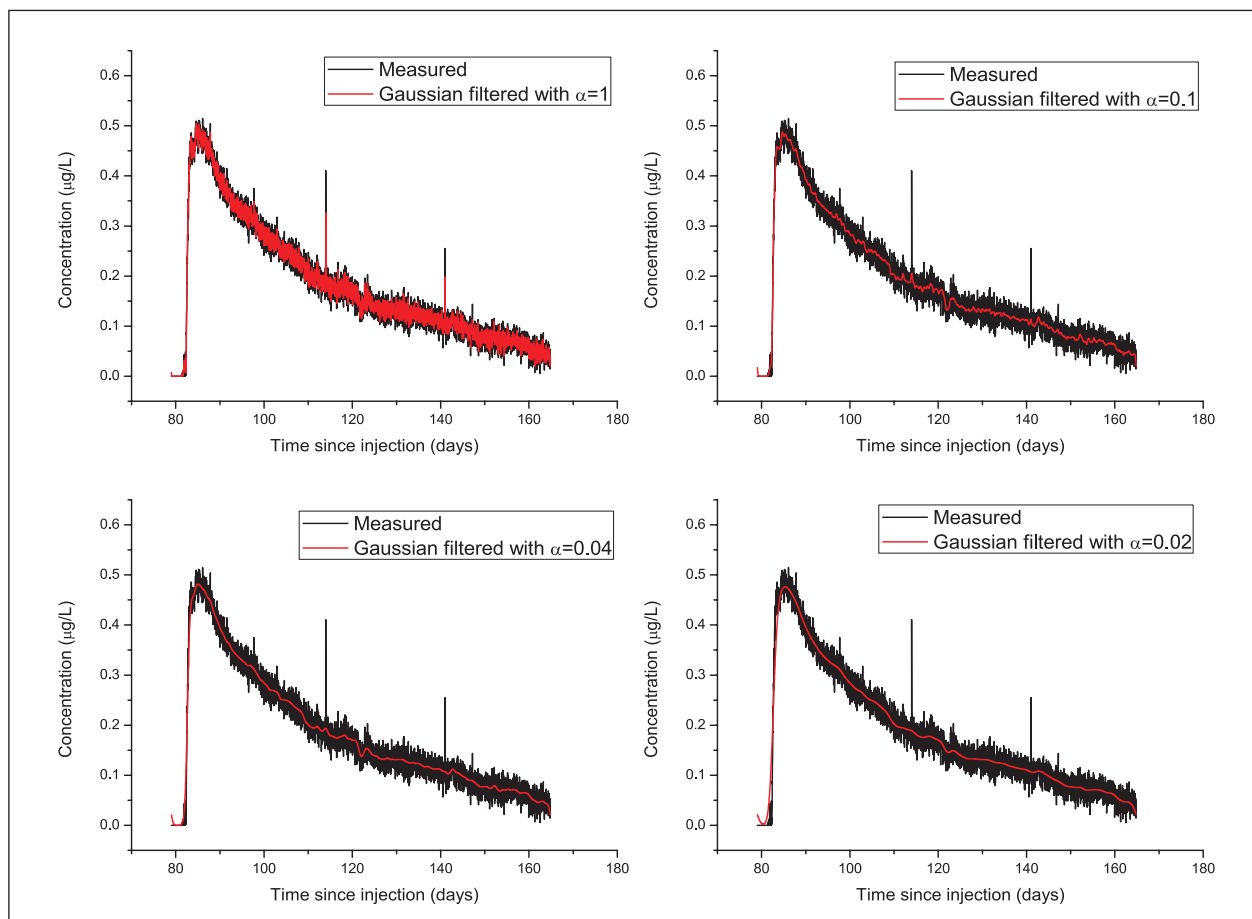 Measured
Gaussian filtered with α=1
0.6
0.5
0.4
0.3
0.2
0.1
0.0
Concentration (μg/L)
80 100 120 140 160 180
Time since injection (days)
Measured
Gaussian filtered with α=0.1
0.6
0.5
0.4
0.3
0.2
0.1
0.0
Concentration (μg/L)
80 100 120 140 160 180
Time since injection (days)
Measured
Gaussian filtered with α=0.04
0.6
0.5
0.4
0.3
0.2
0.1
0.0
Concentration (μg/L)
80 100 120 140 160 180
Time since injection (days)
Measured
Gaussian filtered with α=0.02
0.6
0.5
0.4
0.3
0.2
0.1
0.0
Concentration (μg/L)
80 100 120 140 160 180
Time since injection (days)